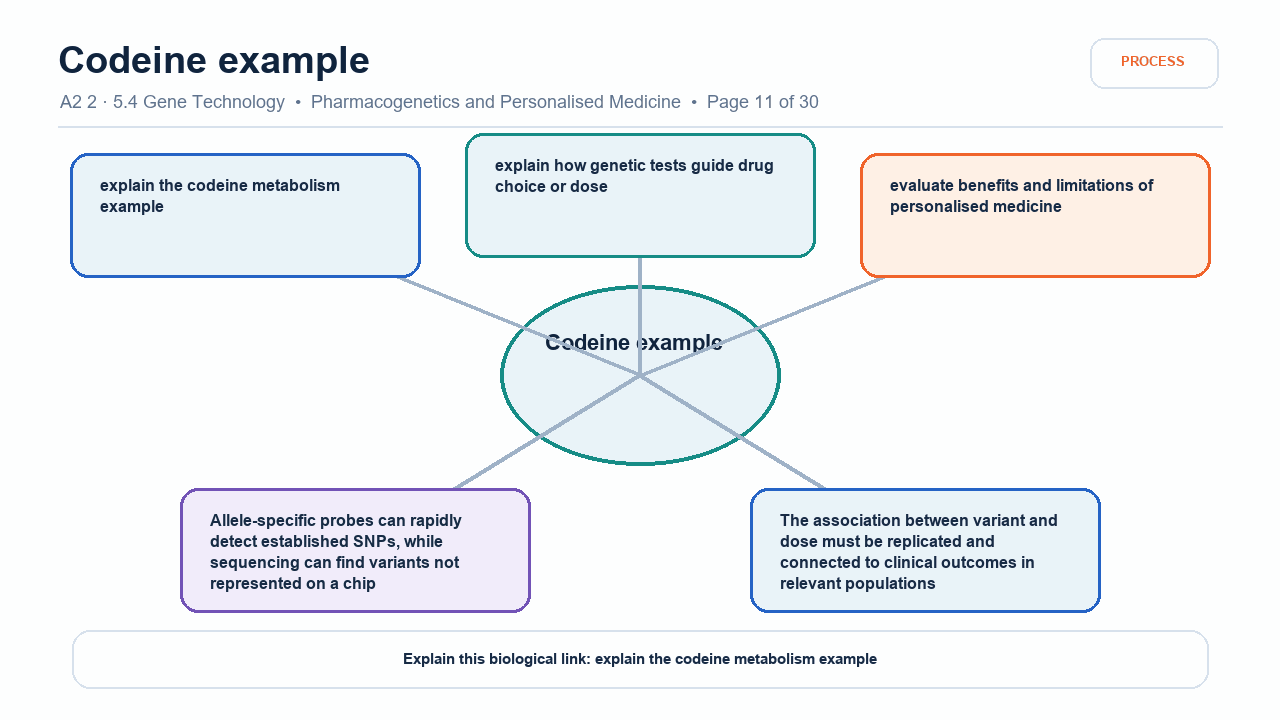 Codeine example
PROCESS
A2 2 · 5.4 Gene Technology • Pharmacogenetics and Personalised Medicine • Page 11 of 30
explain the codeine metabolism
example
explain how genetic tests guide drug
choice or dose
evaluate benefits and limitations of
personalised medicine
Codeine example
Allele-specific probes can rapidly
detect established SNPs, while
sequencing can find variants not
represented on a chip
The association between variant and
dose must be replicated and
connected to clinical outcomes in
relevant populations
Explain this biological link: explain the codeine metabolism example